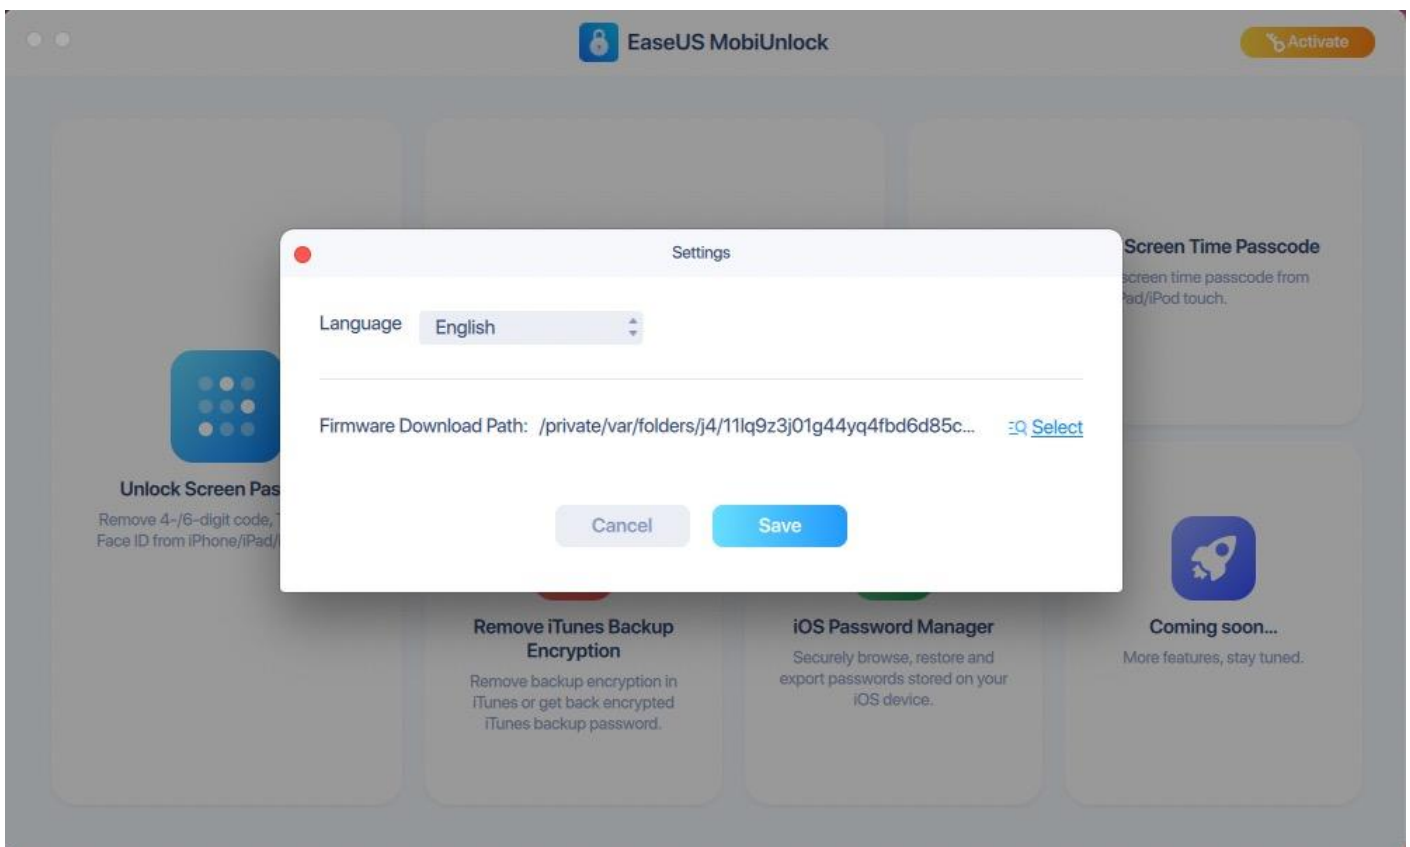 EaseUS MobiUnlock
Activate
Settings
Language
English
Firmware Download Path: /private/var/folders/j4/11lq9z3j01g44yq4fbd6d85c...
Select
Cancel
Save
Screen Time Passcode
screen time passcode from
Pad/iPod touch.
Unlock Screen Pas
Remove 4-/6-digit code,
Face ID from iPhone/iPad/
Remove iTunes Backup
Encryption
Remove backup encryption in
iTunes or get back encrypted
iTunes backup password.
iOS Password Manager
Securely browse, restore and
export passwords stored on your
iOS device.
Coming soon...
More features, stay tuned.